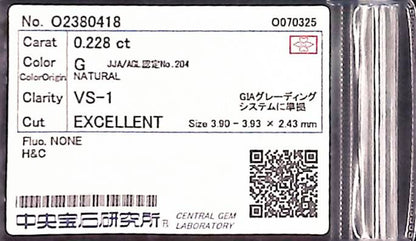 No. O2380418 O070325
Carat 0.228 ct
Color G JJA/AGL認定No.204
ColorOrigin NATURAL
Clarity VS-1 GIAグレーディングシステムに準拠
Cut EXCELLENT Size 3.90 - 3.93 × 2.43 mm
Fluo. NONE
H&C
中央宝石研究所 CENTRAL GEM
LABORATORY